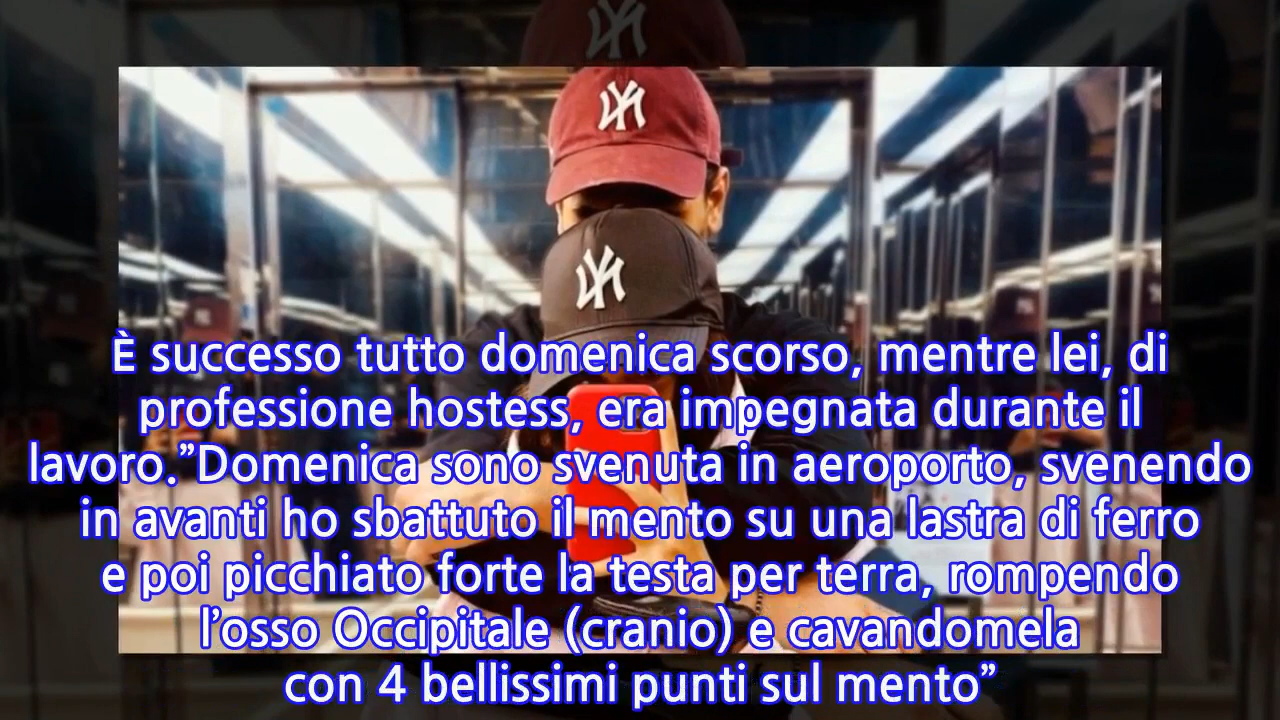 È successo tutto domenica scorso, mentre lei, di
professione hostess, era impegnata durante il
lavoro.”Domenica sono svenuta in aeroporto, svenendo
in avanti ho sbattuto il mento su una lastra di ferro
e poi picchiato forte la testa per terra, rompendo
l’osso Occipitale (cranio) e cavandomela
con 4 bellissimi punti sul mento”